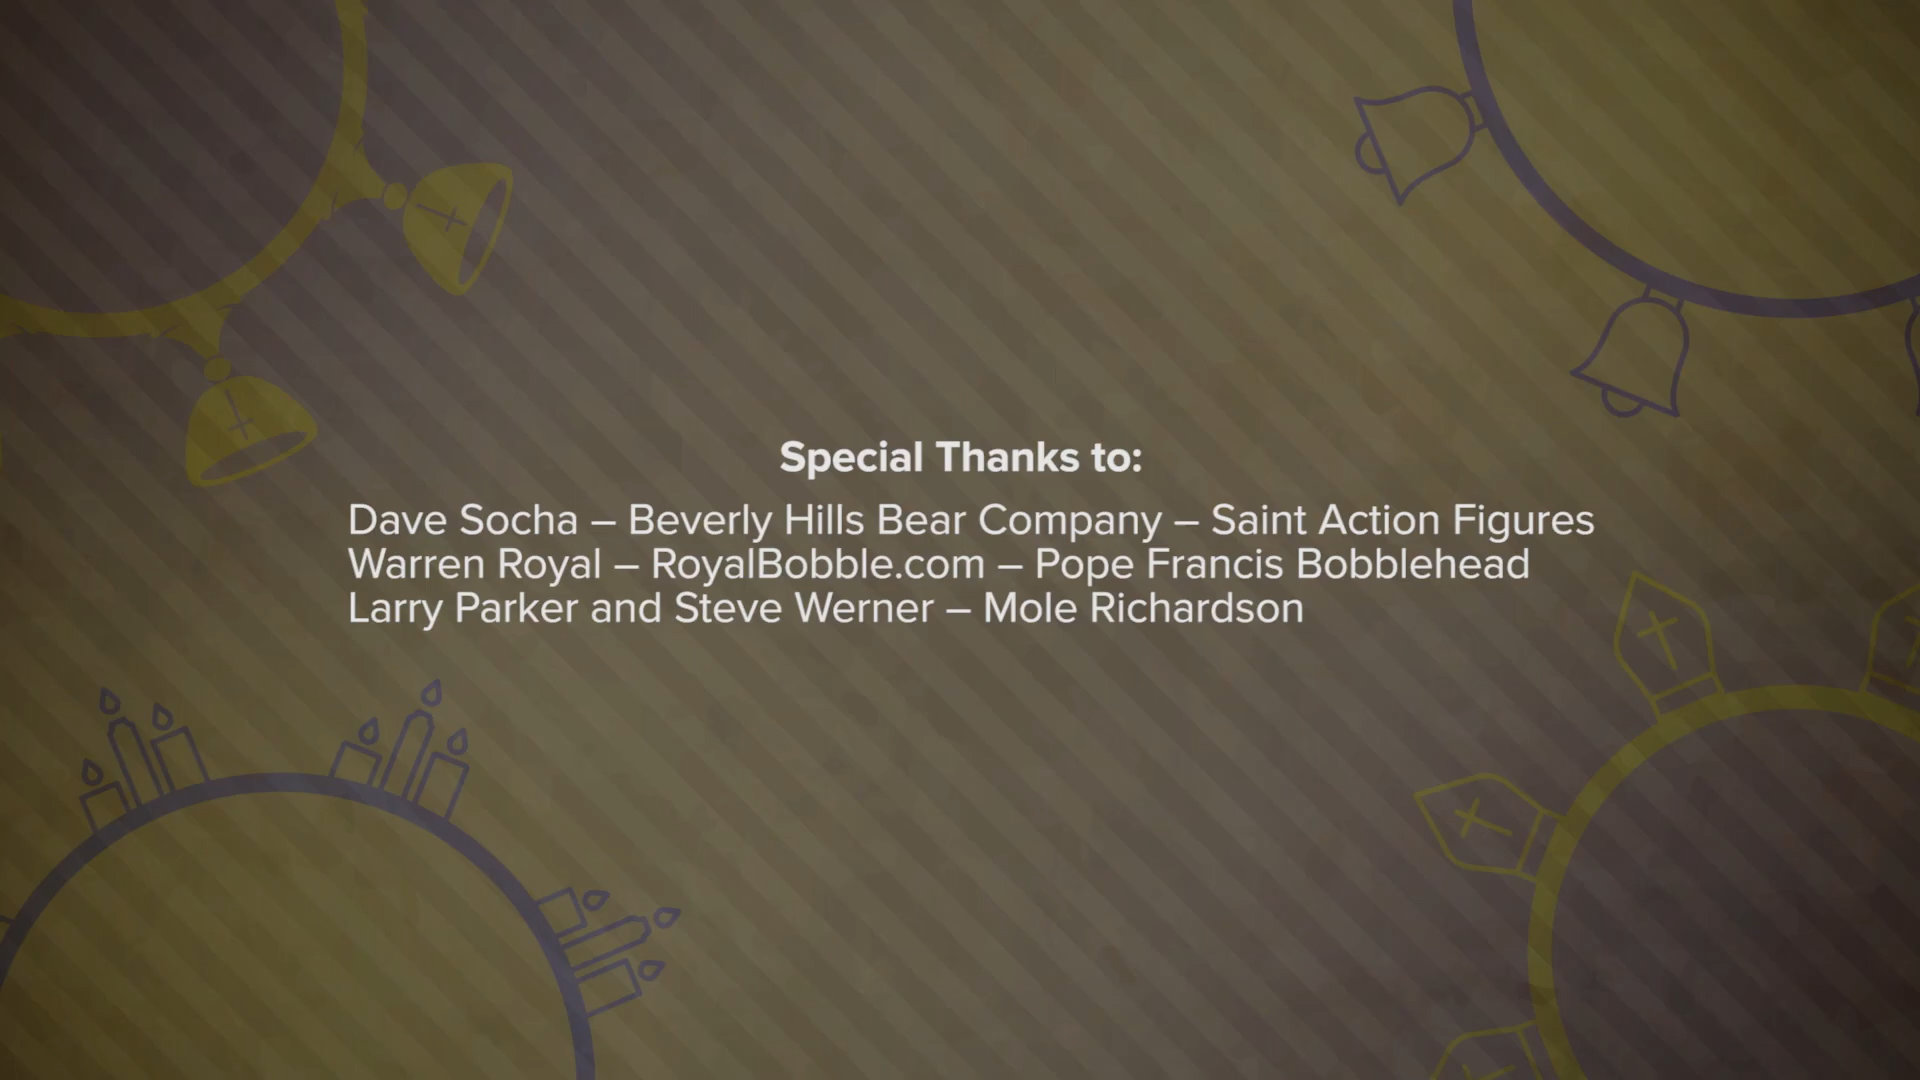 Special Thanks to:
Dave Socha – Beverly Hills Bear Company – Saint Action Figures
Warren Royal – RoyalBobble.com – Pope Francis Bobblehead
Larry Parker and Steve Werner – Mole Richardson